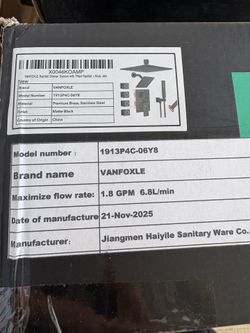 X0046KOAMP
New
Brand VANFOXLE
Model Number 1913P4C-06Y8
Material Premium Brass, Stainless Steel
Style Matte Black
Country of Origin China
Model number : 1913P4C-06Y8
Brand name VANFOXLE
Maximize flow rate: 1.8 GPM 6.8L/min
Date of manufacture 21-Nov-2025
Manufacturer: Jiangmen Haiyile Sanitary Ware Co.,